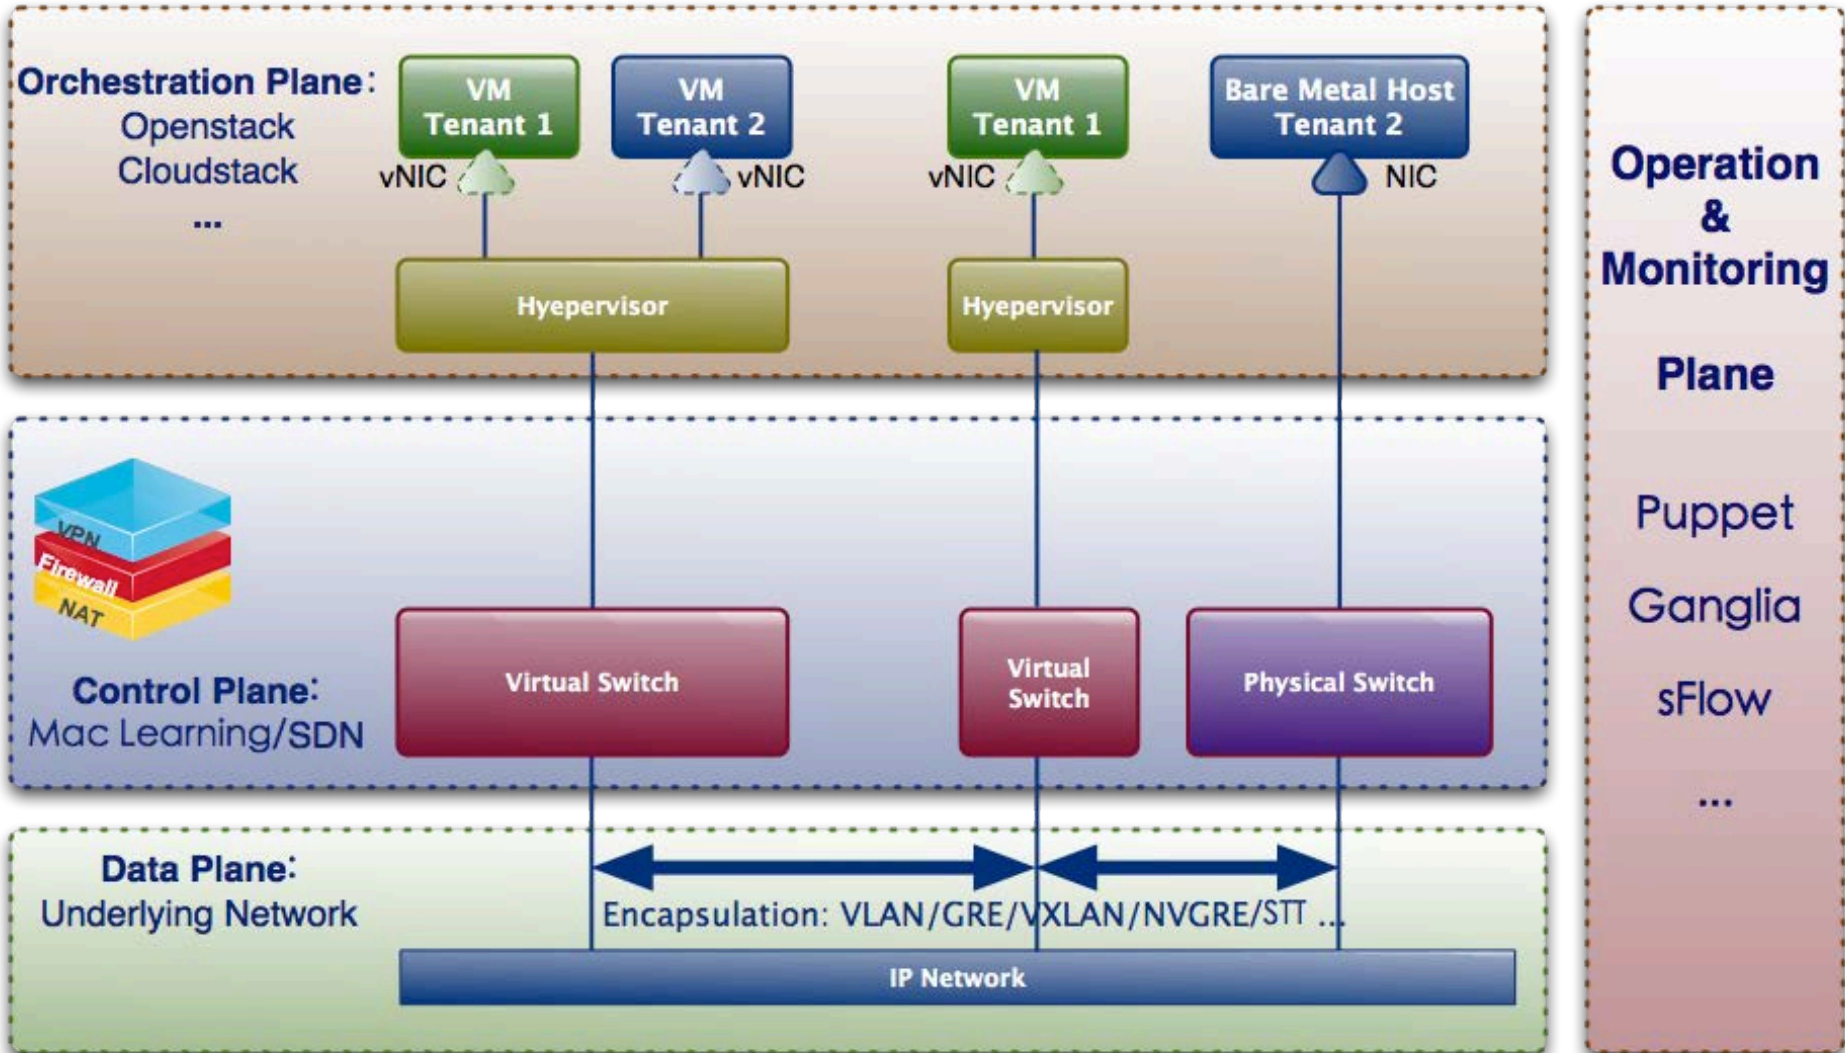 Orchestration Plane:
Openstack
Cloudstack
...
VM
Tenant 1
VM
Tenant 2
VM
Tenant 1
Bare Metal Host
Tenant 2
vNIC
vNIC
vNIC
NIC
Hyepervisor
Hyepervisor
VPN
Firewall
NAT
Control Plane:
Mac Learning/SDN
Virtual Switch
Virtual
Switch
Physical Switch
Data Plane:
Underlying Network
Encapsulation: VLAN/GRE/VXLAN/NVGRE/STT ...
IP Network
Operation
&
Monitoring
Plane
Puppet
Ganglia
sFlow
...